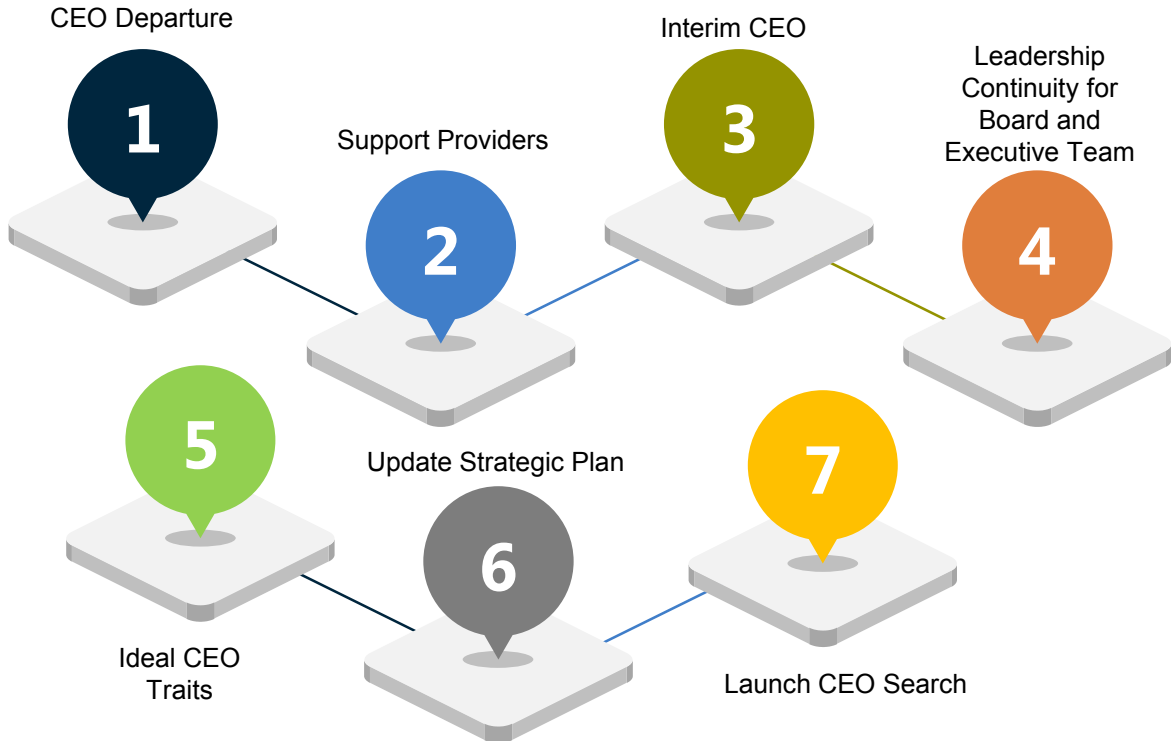 CEO Departure
1
Support Providers
2
Interim CEO
3
Leadership
Continuity for
Board and
Executive Team
4
5
Ideal CEO
Traits
Update Strategic Plan
6
7
Launch CEO Search